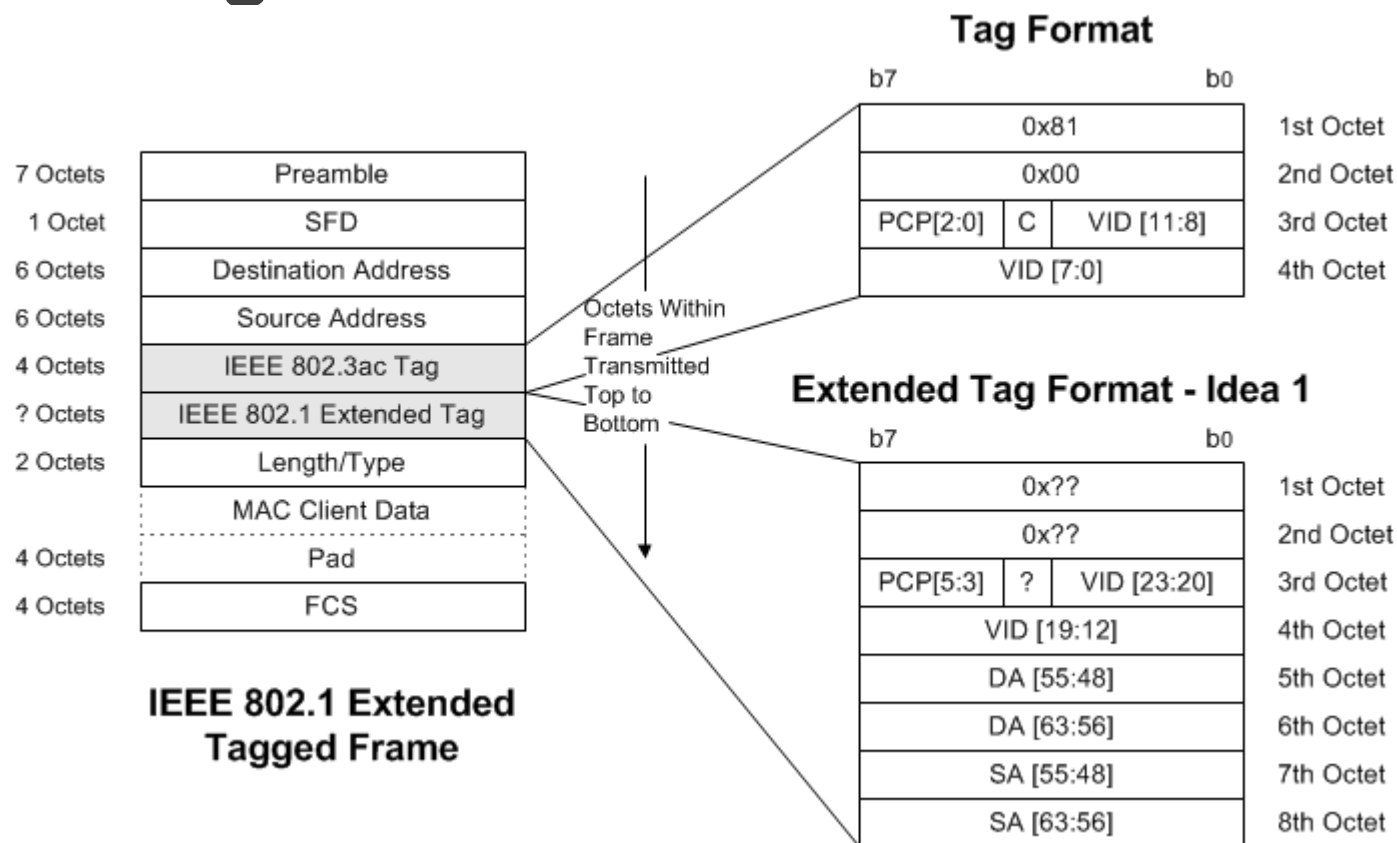 Tag Format
b7 b0
0x81 1st Octet
0x00 2nd Octet
PCP[2:0] C VID [11:8] 3rd Octet
VID [7:0] 4th Octet
7 Octets Preamble
1 Octet SFD
6 Octets Destination Address
6 Octets Source Address
4 Octets IEEE 802.3ac Tag
? Octets IEEE 802.1 Extended Tag
2 Octets Length/Type
MAC Client Data
4 Octets Pad
4 Octets FCS
IEEE 802.1 Extended
Tagged Frame
Octets Within
Frame
Transmitted
Top to
Bottom
Extended Tag Format - Idea 1
b7 b0
0x?? 1st Octet
0x?? 2nd Octet
PCP[5:3] ? VID [23:20] 3rd Octet
VID [19:12] 4th Octet
DA [55:48] 5th Octet
DA [63:56] 6th Octet
SA [55:48] 7th Octet
SA [63:56] 8th Octet